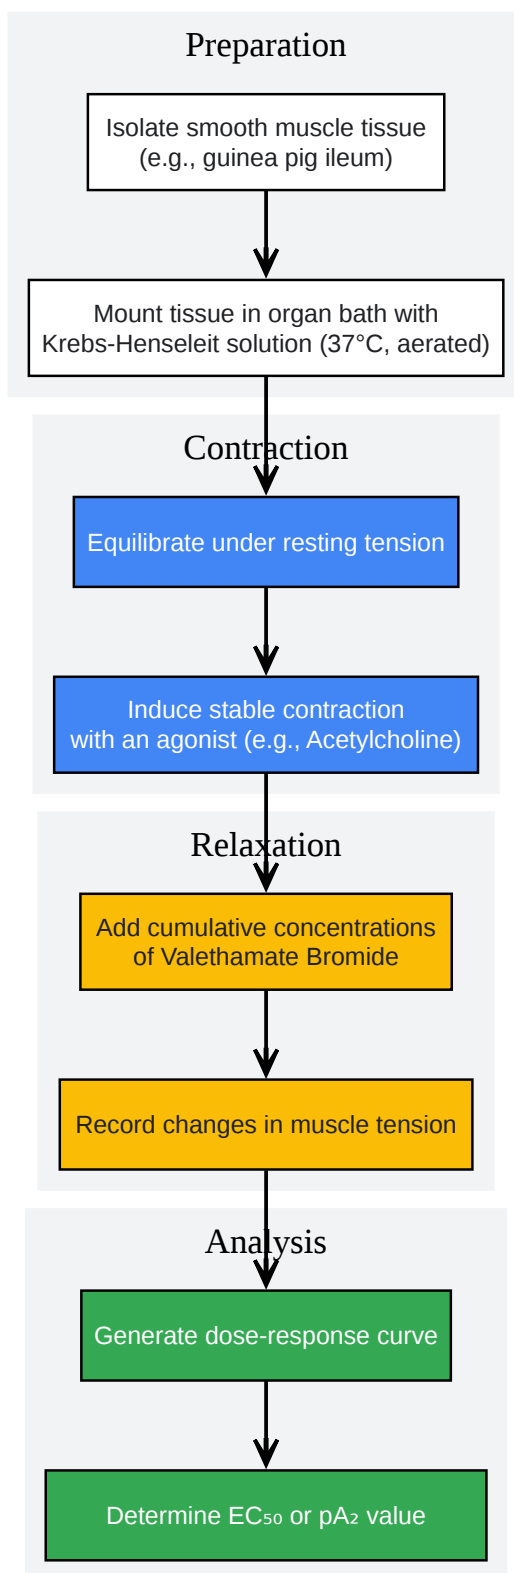 Preparation
Isolate smooth muscle tissue
(e.g., guinea pig ileum)
Mount tissue in organ bath with
Krebs-Henseleit solution (37°C, aerated)
Contraction
Equilibrate under resting tension
Induce stable contraction
with an agonist (e.g., Acetylcholine)
Relaxation
Add cumulative concentrations
of Valethamate Bromide
Record changes in muscle tension
Analysis
Generate dose-response curve
Determine EC₅₀ or pA₂ value